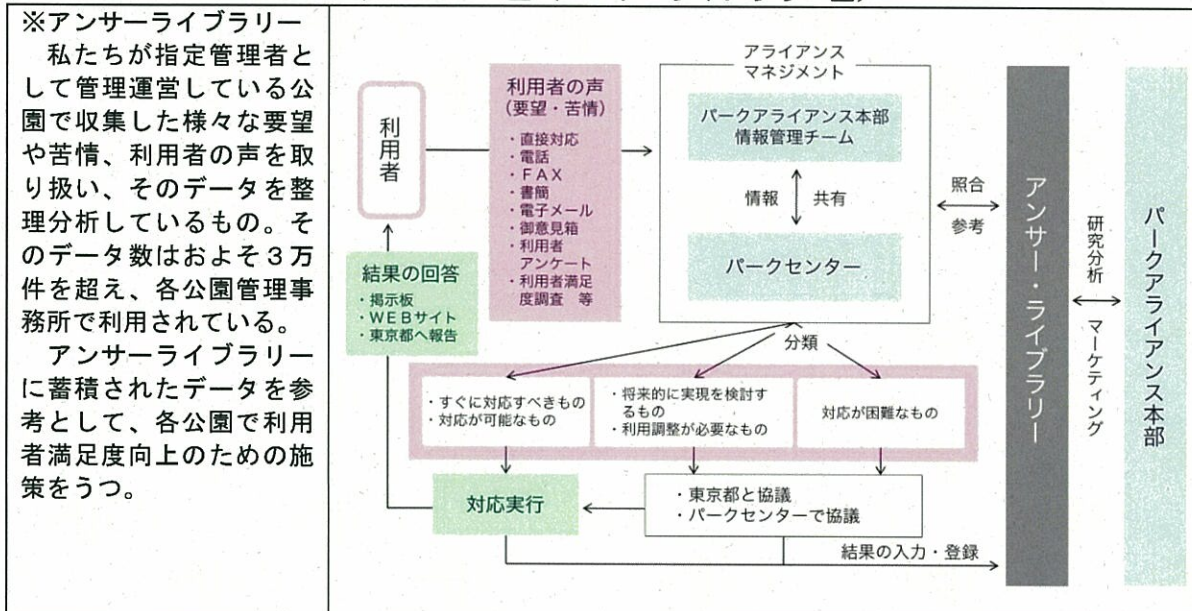 ※アンサーライブラリー
私たちが指定管理者と
して管理運営している公
園で収集した様々な要望
や苦情、利用者の声を取
り扱い、そのデータを整
理分析しているもの。そ
のデータ数はおよそ３万
件を超え、各公園管理事
務所で利用されている。
アンサーライブラリー
に蓄積されたデータを参
考として、各公園で利用
者満足度向上のための施
策をうつ。
利用者
利用者の声
（要望・苦情）
・直接対応
・電話
・ＦＡＸ
・書簡
・電子メール
・御意見箱
・利用者
アンケート
・利用者満足
度調査　等
アライアンス
マネジメント
パークアライアンス本部
情報管理チーム
情報　共有
パークセンター
照合
参考
アンサー・ライブラリー
研究分析
マーケティング
パークアライアンス本部
結果の回答
・掲示板
・ＷＥＢサイト
・東京都へ報告
分類
・すぐに対応すべきもの
・対応が可能なもの
・将来的に実現を検討す
るもの
・利用調整が必要なもの
対応が困難なもの
対応実行
・東京都と協議
・パークセンターで協議
結果の入力・登録